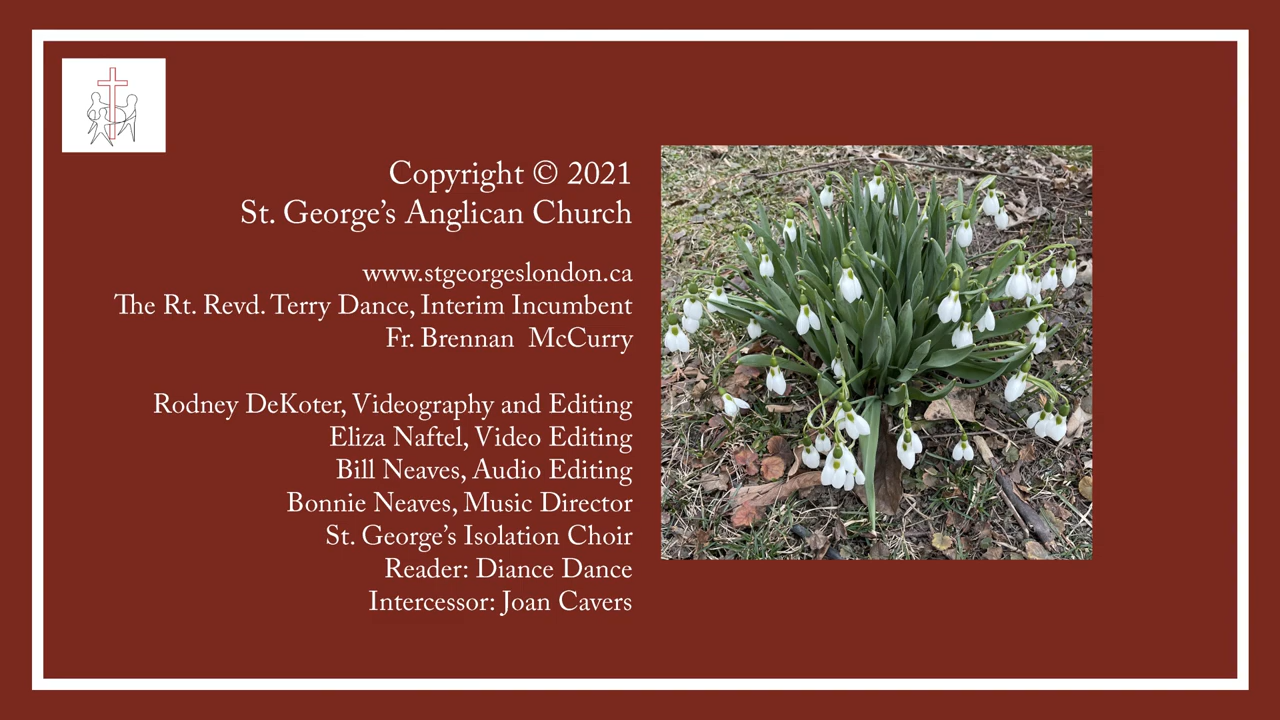 Copyright © 2021
St. George’s Anglican Church
www.stgeorgeslondon.ca
The Rt. Revd. Terry Dance, Interim Incumbent
Fr. Brennan  McCurry
Rodney DeKoter, Videography and Editing
Eliza Naftel, Video Editing
Bill Neaves, Audio Editing
Bonnie Neaves, Music Director
St. George’s Isolation Choir
Reader: Diance Dance
Intercessor: Joan Cavers